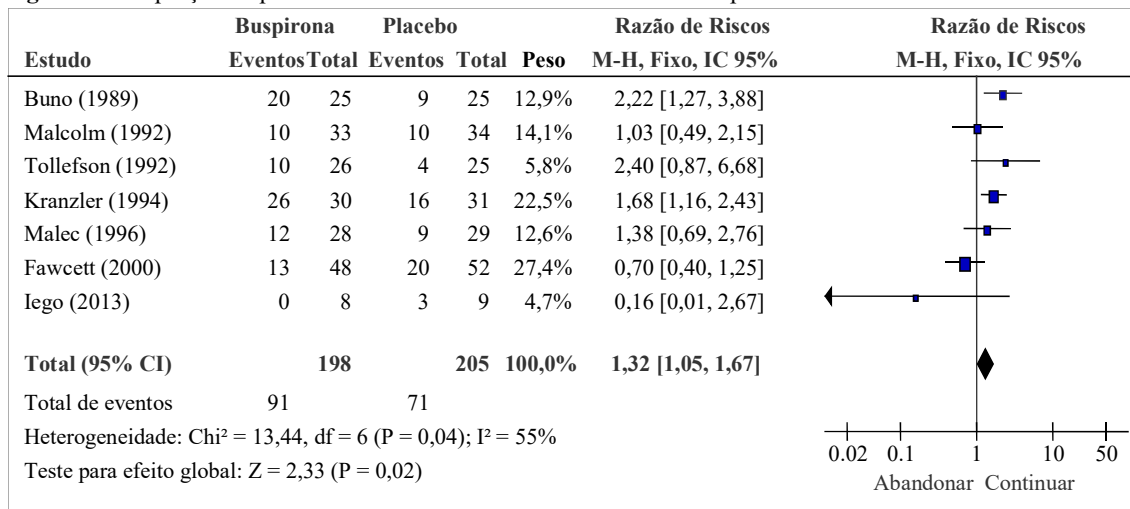 Buspirona Placebo Razão de Riscos Razão de Riscos
Estudo Eventos Total Eventos Total Peso M-H, Fixo, IC 95% M-H, Fixo, IC 95%
Buno (1989) 20 25 9 25 12,9% 2,22 [1,27, 3,88]
Malcolm (1992) 10 33 10 34 14,1% 1,03 [0,49, 2,15]
Tollefson (1992) 10 26 4 25 5,8% 2,40 [0,87, 6,68]
Kranzler (1994) 26 30 16 31 22,5% 1,68 [1,16, 2,43]
Malec (1996) 12 28 9 29 12,6% 1,38 [0,69, 2,76]
Fawcett (2000) 13 48 20 52 27,4% 0,70 [0,40, 1,25]
Iego (2013) 0 8 3 9 4,7% 0,16 [0,01, 2,67]
Total (95% CI) 198 205 100,0% 1,32 [1,05, 1,67]
Total de eventos 91 71
Heterogeneidade: Chi² = 13,44, df = 6 (P = 0,04); I² = 55%
Teste para efeito global: Z = 2,33 (P = 0,02)
0.02 0.1 1 10 50
Abandonar Continuar